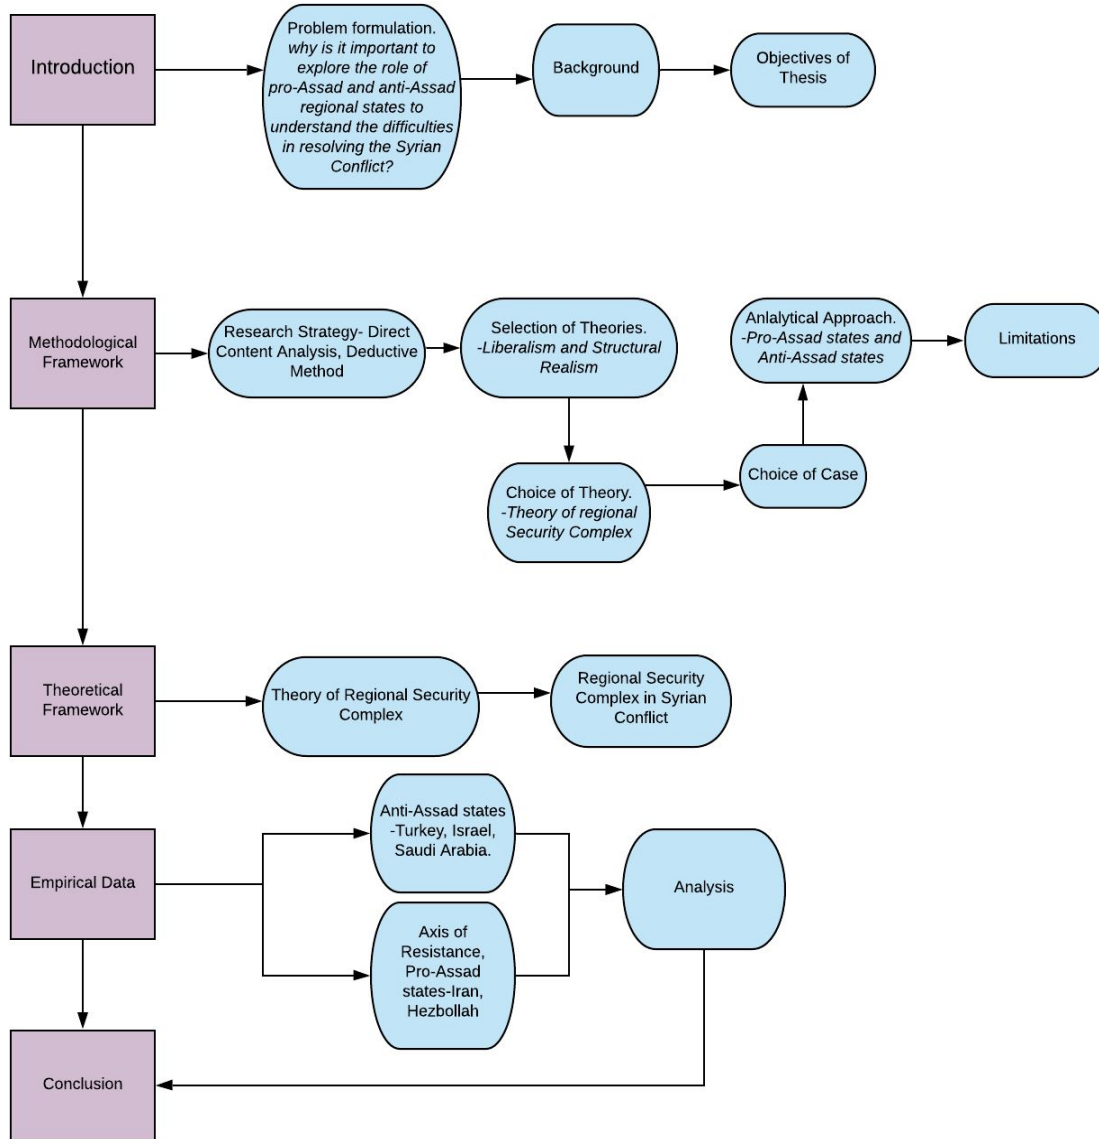 Introduction
Problem formulation.
why is it important to
explore the role of
pro-Assad and anti-Assad
regional states to
understand the difficulties
in resolving the Syrian
Conflict?
Background
Objectives of
Thesis
Methodological
Framework
Research Strategy- Direct
Content Analysis, Deductive
Method
Selection of Theories.
-Liberalism and Structural
Realism
Choice of Theory.
-Theory of regional
Security Complex
Choice of Case
Anlalytical Approach.
-Pro-Assad states and
Anti-Assad states
Limitations
Theoretical
Framework
Theory of Regional Security
Complex
Regional Security
Complex in Syrian
Conflict
Empirical Data
Anti-Assad states
-Turkey, Israel,
Saudi Arabia.
Axis of
Resistance,
Pro-Assad
states-Iran,
Hezbollah
Analysis
Conclusion